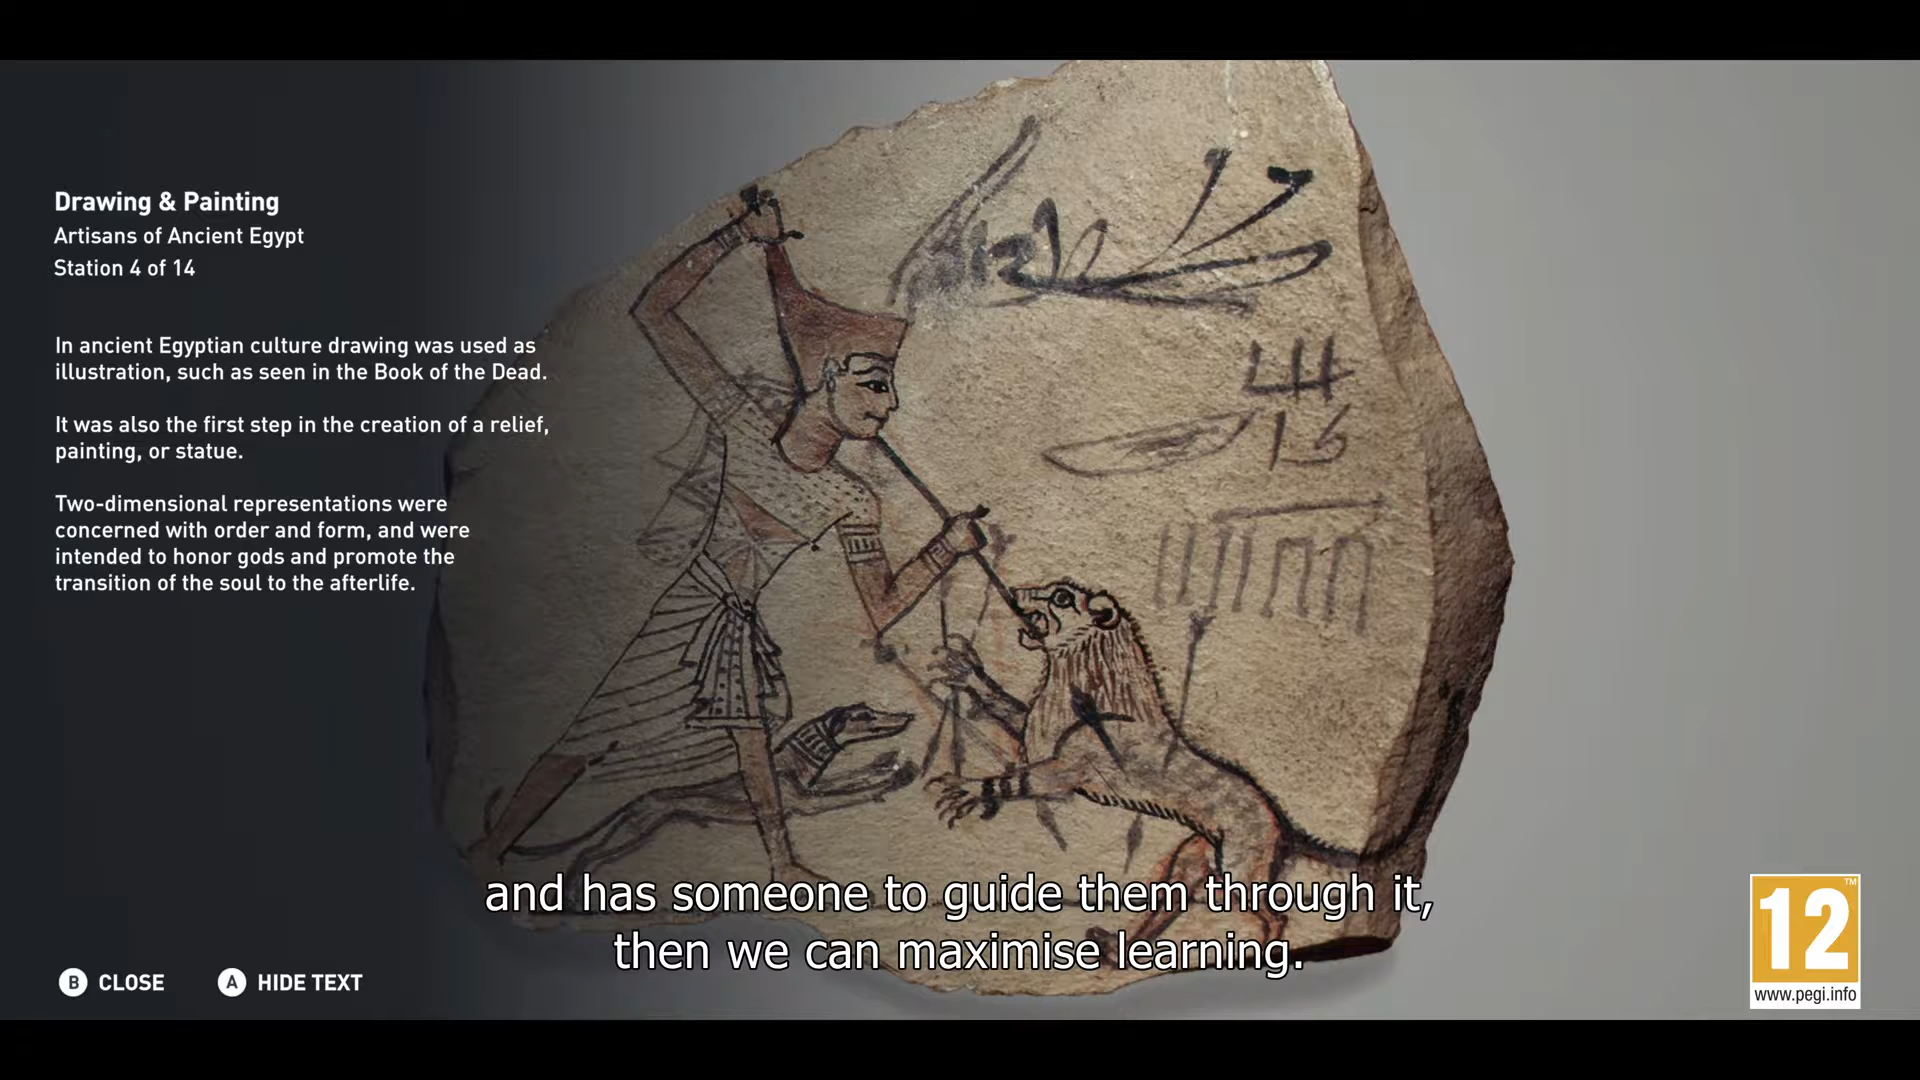 Drawing & Painting
Artisans of Ancient Egypt
Station 4 of 14
In ancient Egyptian culture drawing was used as
illustration, such as seen in the Book of the Dead.
It was also the first step in the creation of a relief,
painting, or statue.
Two-dimensional representations were
concerned with order and form, and were
intended to honor gods and promote the
transition of the soul to the afterlife.
and has someone to guide them through it,
then we can maximise learning.
B CLOSE
A HIDE TEXT
12™
www.pegi.info